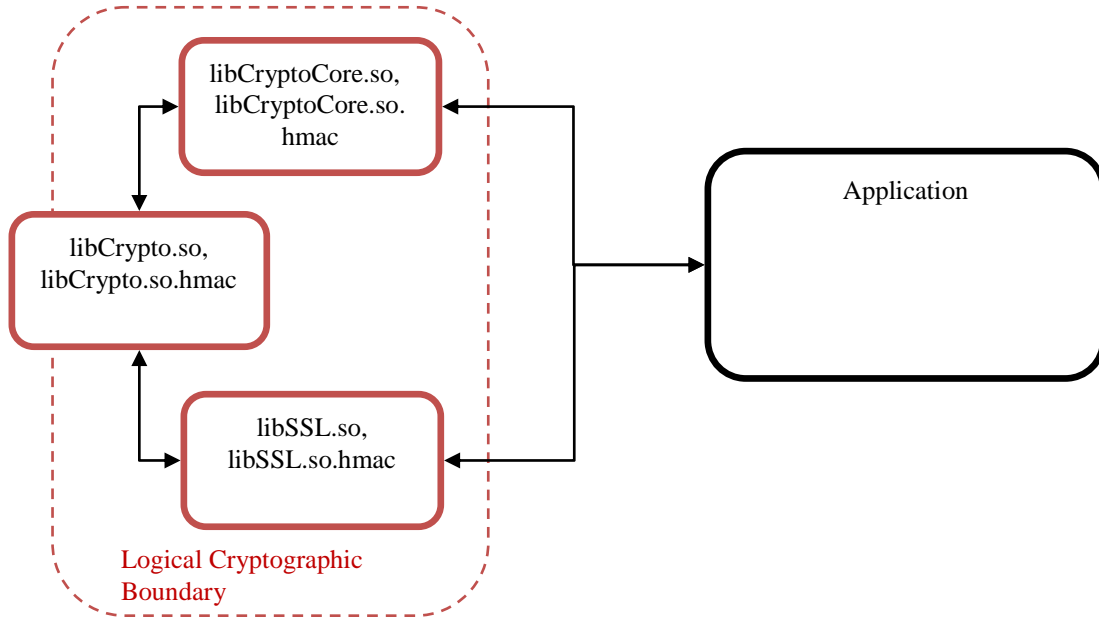 libCryptoCore.so,
libCryptoCore.so.
hmac
Application
libCrypto.so,
libCrypto.so.hmac
libSSL.so,
libSSL.so.hmac
Logical Cryptographic
Boundary